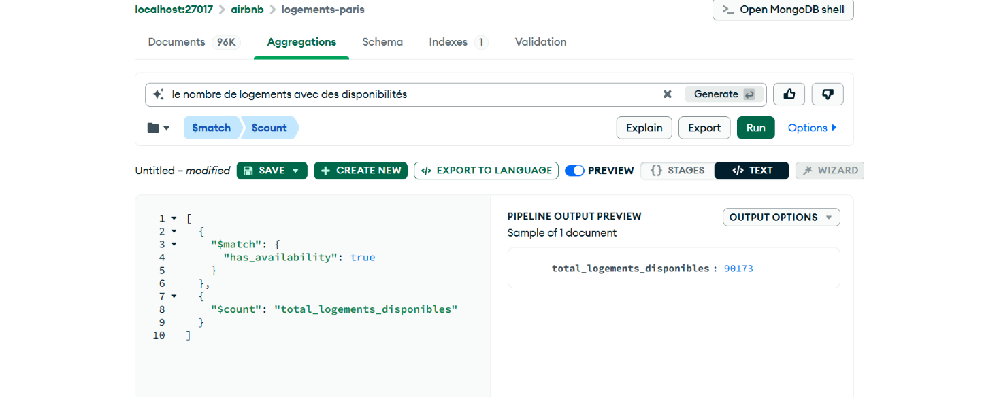 localhost:27017 > airbnb > logements-paris
>_ Open MongoDB shell
Documents 96K Aggregations Schema Indexes 1 Validation
le nombre de logements avec des disponibilités
Generate
$match $count
Explain Export Run Options
Untitled – modified SAVE + CREATE NEW </> EXPORT TO LANGUAGE PREVIEW {} STAGES </> TEXT WIZARD
1 [
2 {
3 "$match": {
4 "has_availability": true
5 }
6 },
7 {
8 "$count": "total_logements_disponibles"
9 }
10 ]
PIPELINE OUTPUT PREVIEW
Sample of 1 document
OUTPUT OPTIONS
total_logements_disponibles : 90173